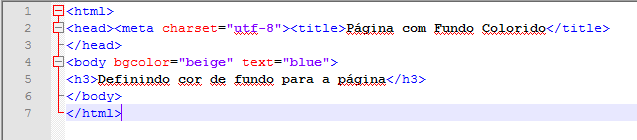 1 <html>
2 <head><meta charset="utf-8"><title>Página com Fundo Colorido</title>
3 </head>
4 <body bgcolor="beige" text="blue">
5 <h3>Definindo cor de fundo para a página</h3>
6 </body>
7 </html>